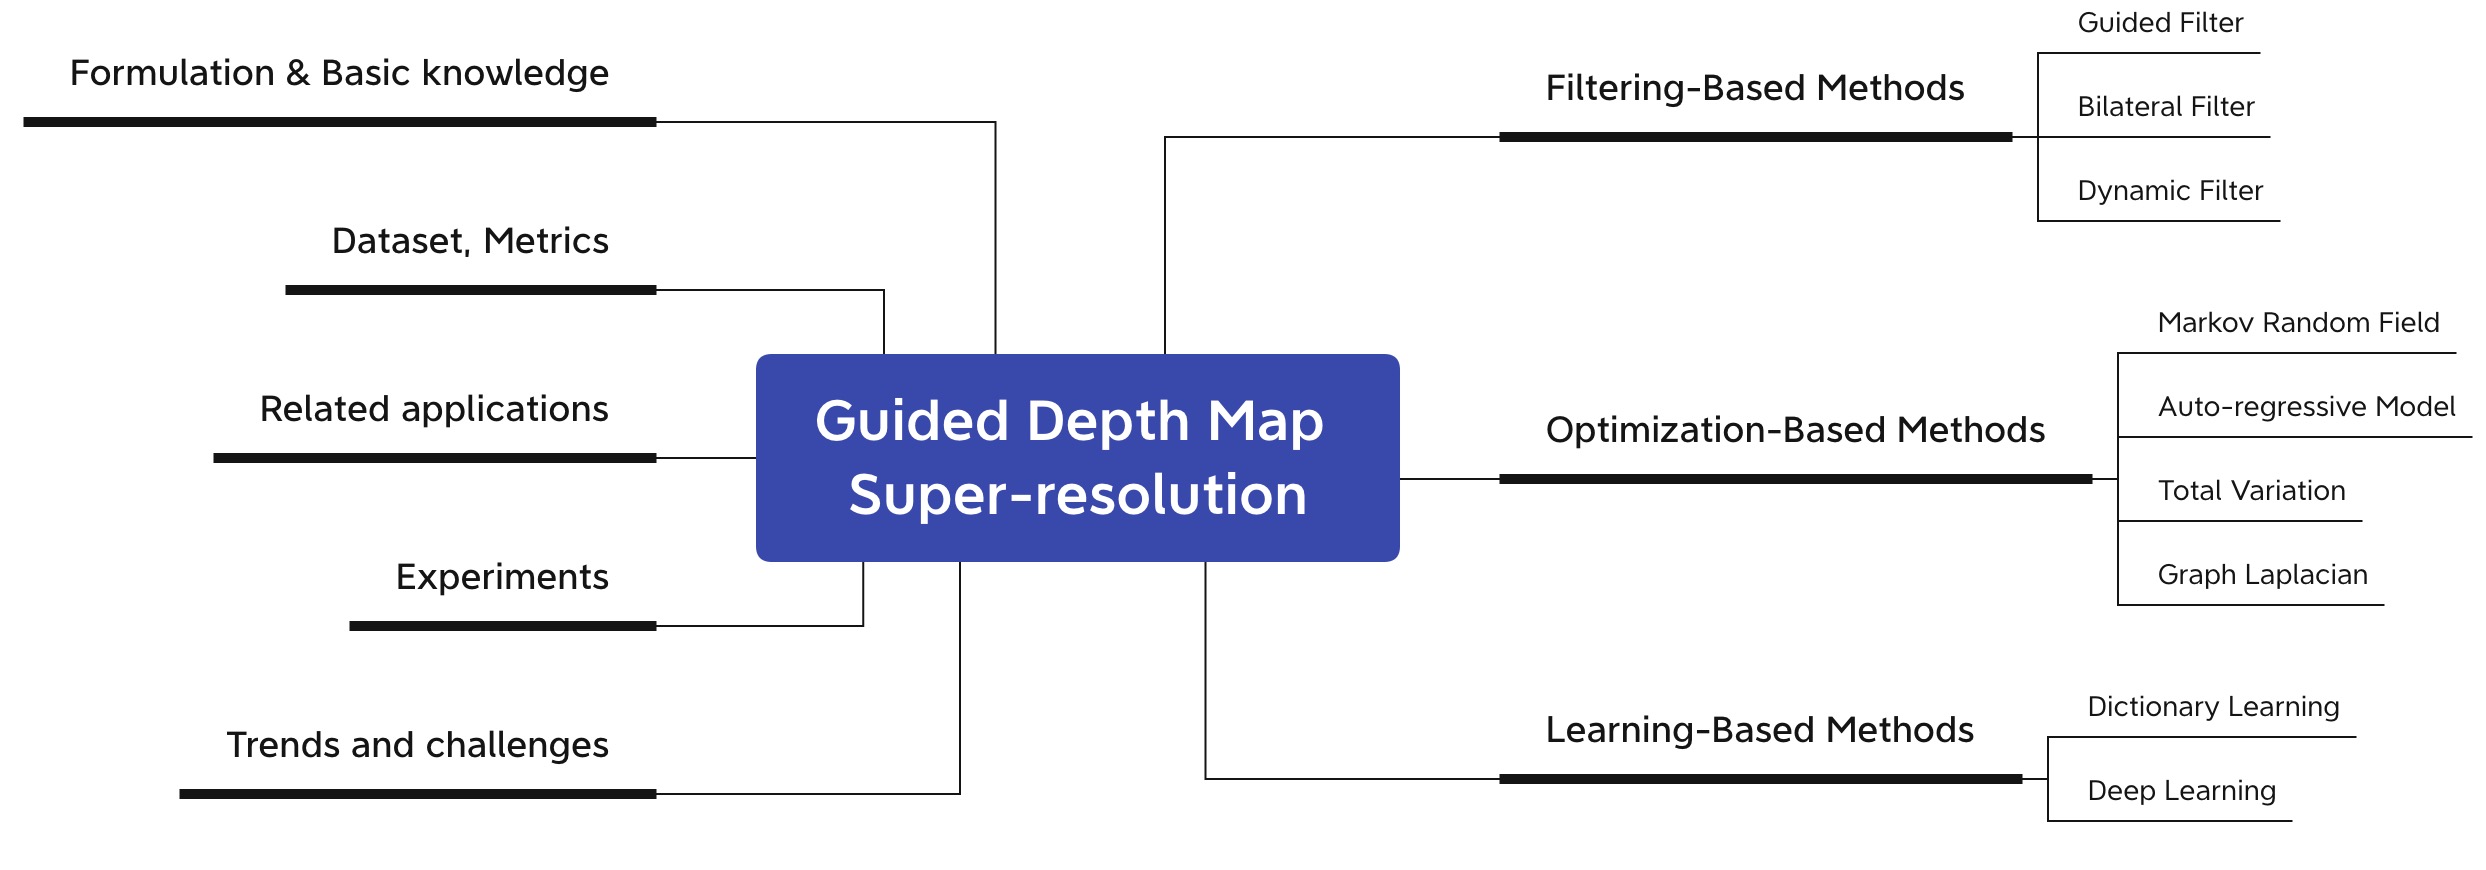 Formulation & Basic knowledge
Dataset, Metrics
Related applications
Experiments
Trends and challenges
Guided Depth Map
Super-resolution
Filtering-Based Methods
Guided Filter
Bilateral Filter
Dynamic Filter
Optimization-Based Methods
Markov Random Field
Auto-regressive Model
Total Variation
Graph Laplacian
Learning-Based Methods
Dictionary Learning
Deep Learning